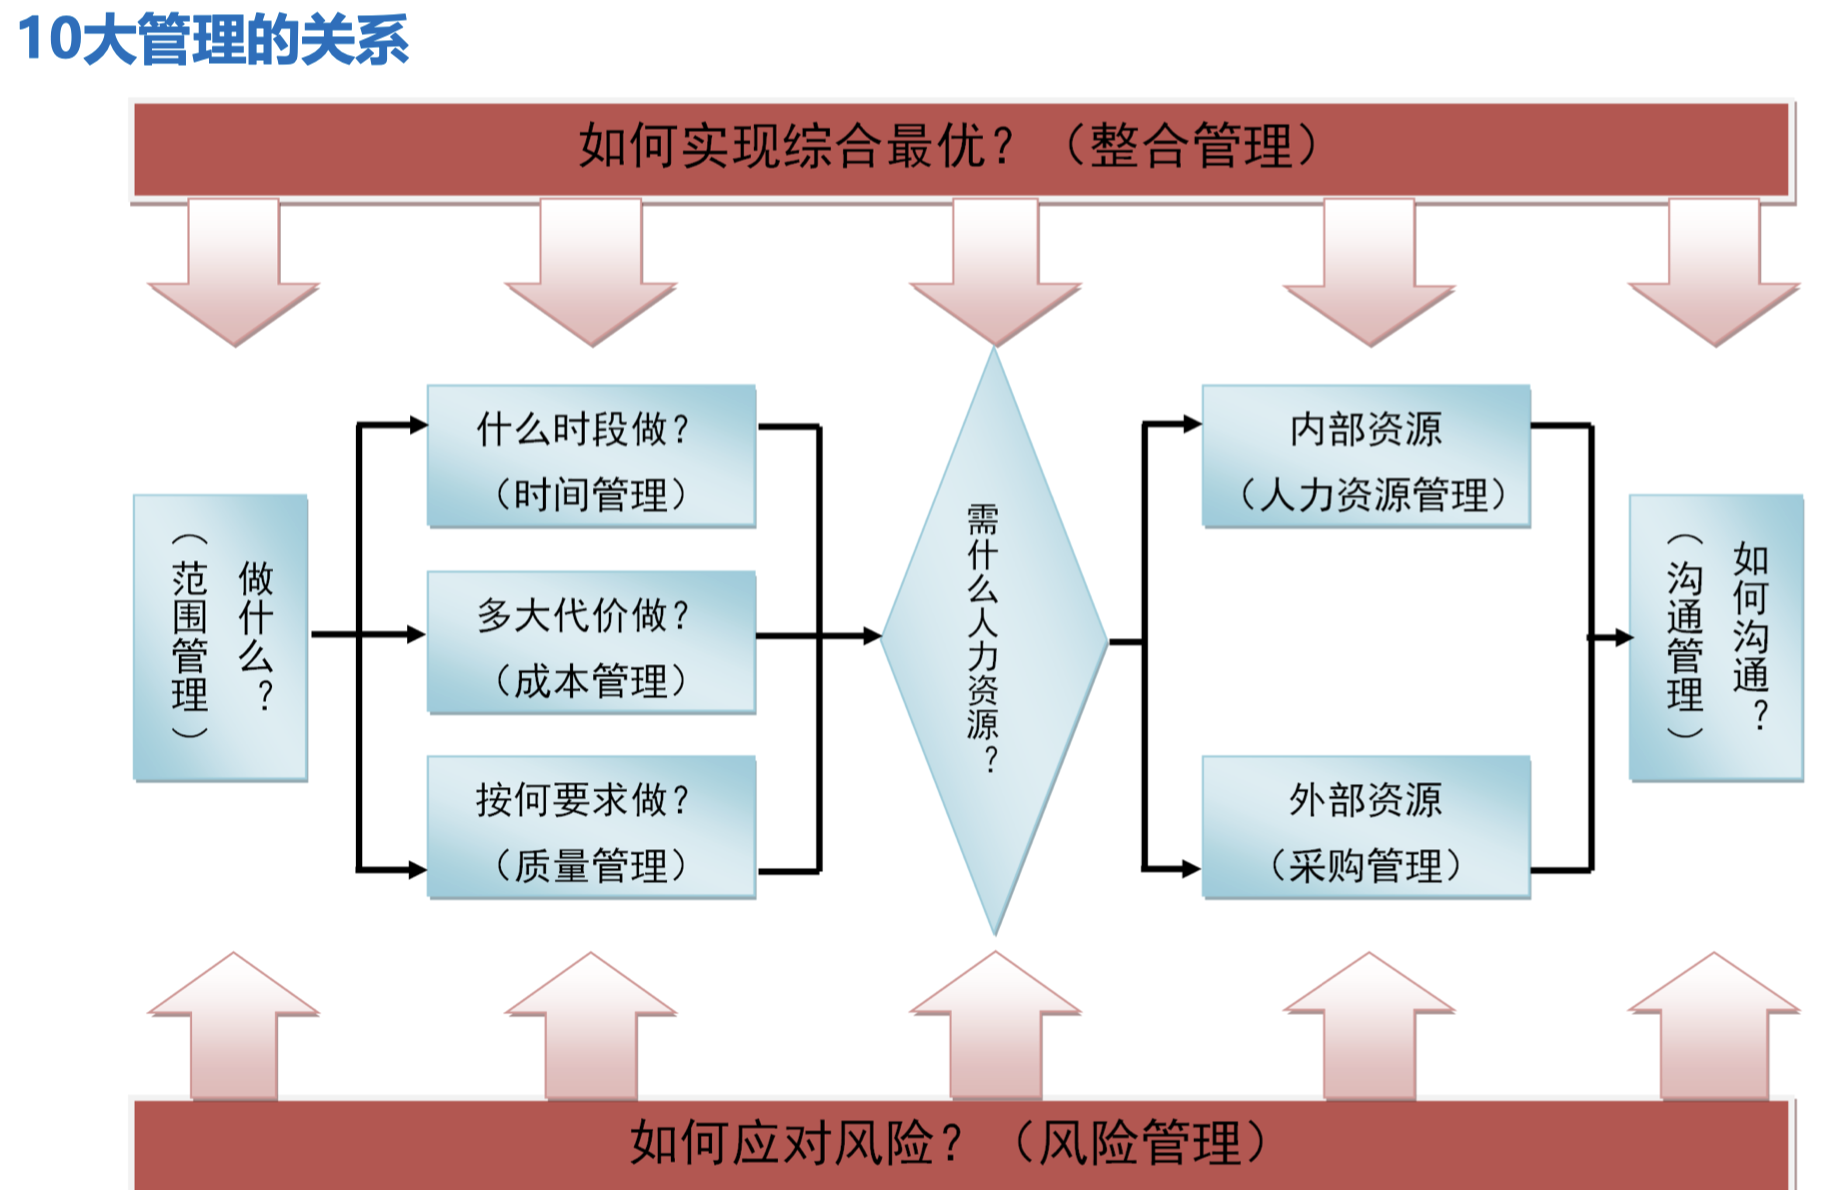 10大管理的关系
如何实现综合最优？（整合管理）
做什么？
（范围管理）
什么时段做？
（时间管理）
多大代价做？
（成本管理）
按何要求做？
（质量管理）
需什么人力资源？
内部资源
（人力资源管理）
外部资源
（采购管理）
如何沟通？
（沟通管理）
如何应对风险？（风险管理）